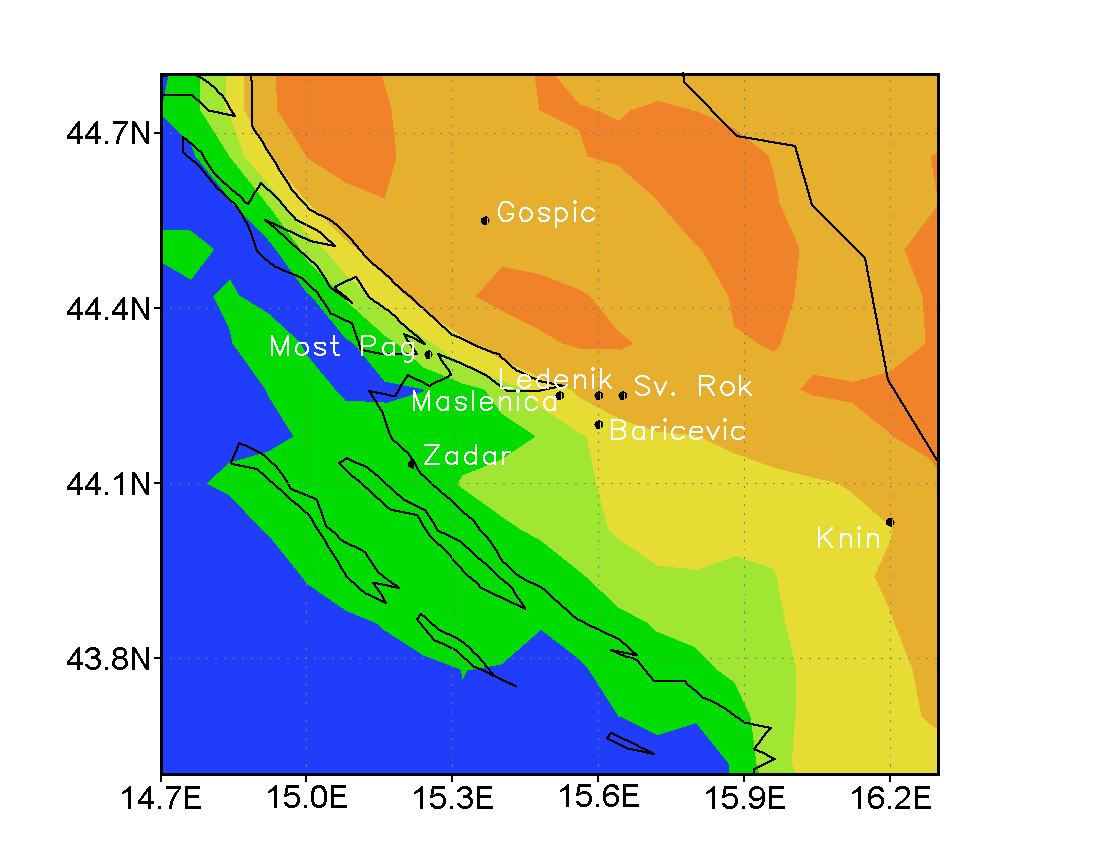 44.7N
Gospic
44.4N
Most Pag
Ledenik
Sv. Rok
Maslenica
Baricevic
Zadar
44.1N
Knin
43.8N
14.7E
15.0E
15.3E
15.6E
15.9E
16.2E